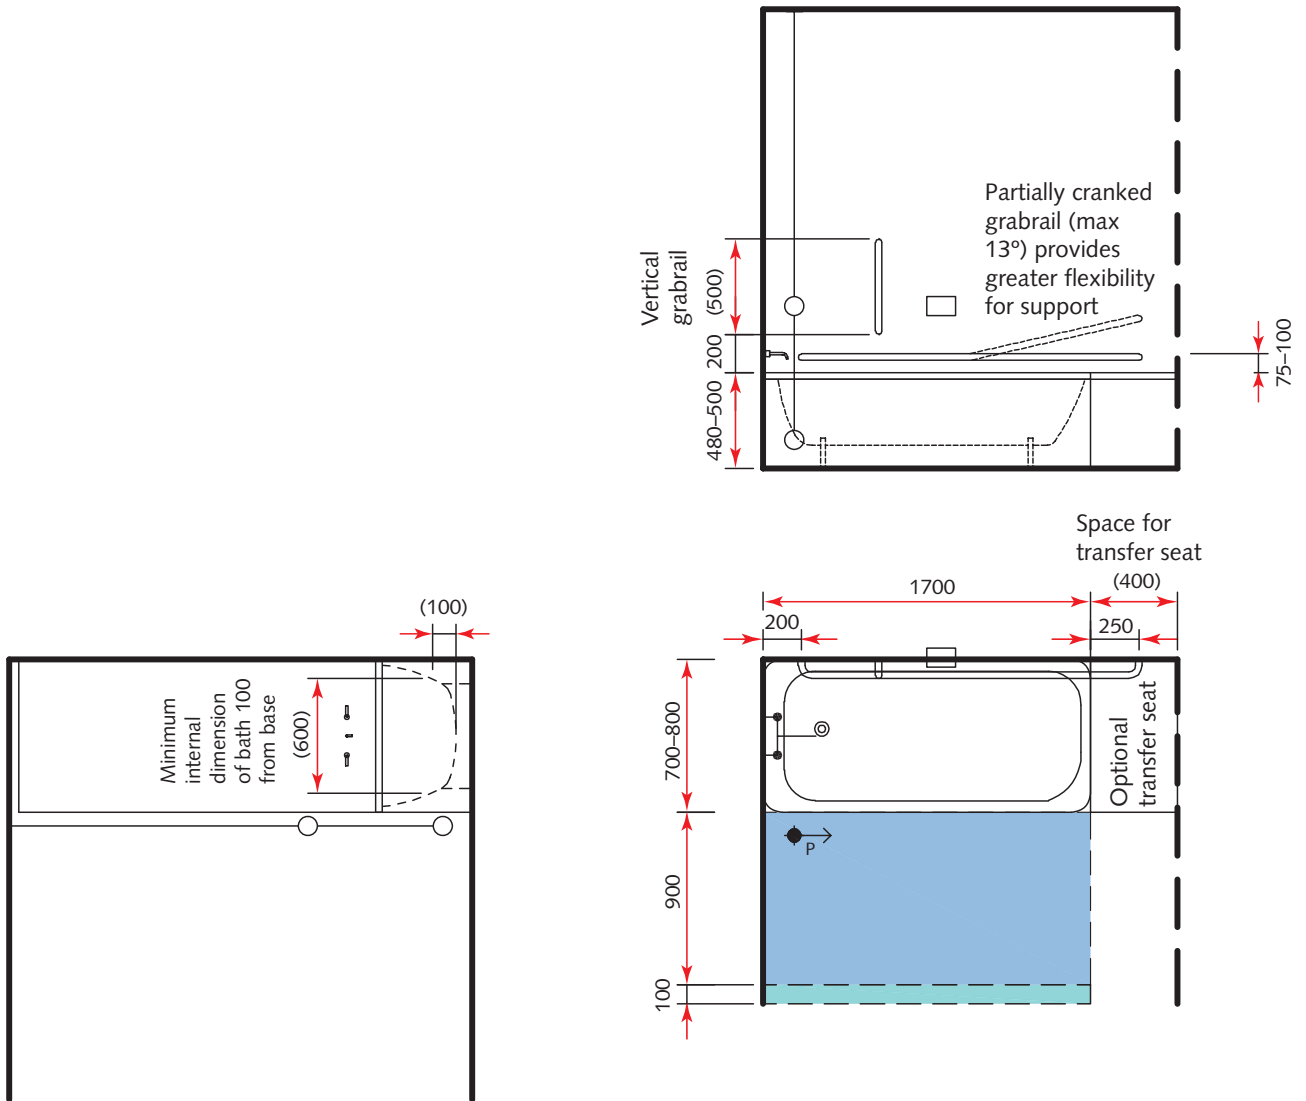 Partially cranked
grabrail (max
13º) provides
greater flexibility
for support
Vertical
grabrail
(500)
200
480–500
75–100
Space for
transfer seat
(400)
1700
200
250
700–800
Optional
transfer seat
900
P
100
(100)
Minimum
internal
dimension
of bath 100
from base
(600)